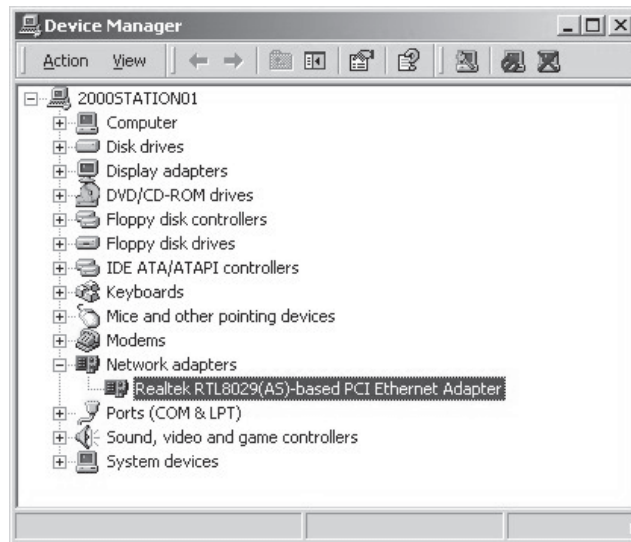 Device Manager
Action View
2000STATION01
Computer
Disk drives
Display adapters
DVD/CD-ROM drives
Floppy disk controllers
Floppy disk drives
IDE ATA/ATAPI controllers
Keyboards
Mice and other pointing devices
Modems
Network adapters
Realtek RTL8029(AS)-based PCI Ethernet Adapter
Ports (COM & LPT)
Sound, video and game controllers
System devices